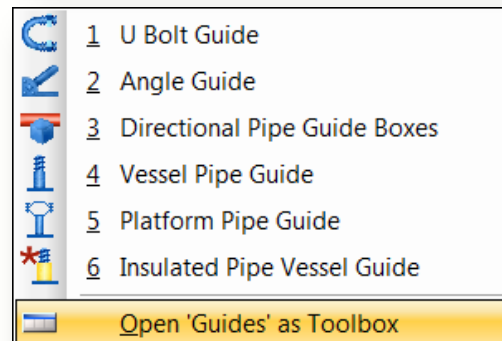 1 U Bolt Guide
2 Angle Guide
3 Directional Pipe Guide Boxes
4 Vessel Pipe Guide
5 Platform Pipe Guide
6 Insulated Pipe Vessel Guide
Open 'Guides' as Toolbox